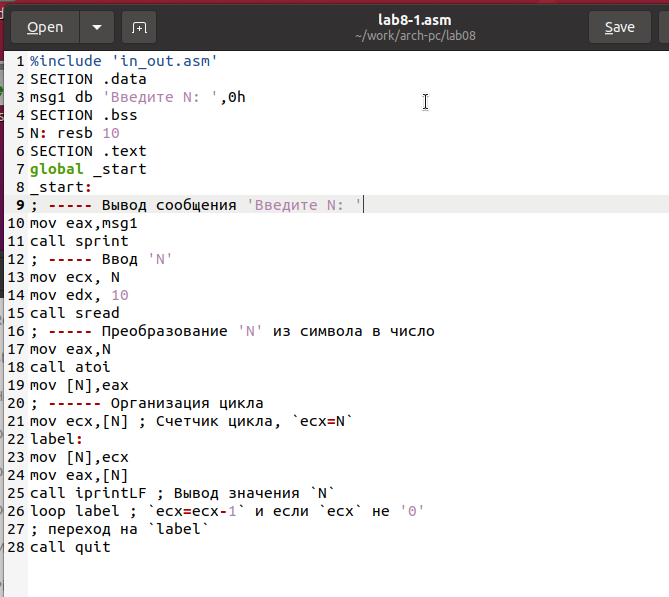 Open
lab8-1.asm
~/work/arch-pc/lab08
Save
1 %include 'in_out.asm'
2 SECTION .data
3 msg1 db 'Введите N: ',0h
4 SECTION .bss
5 N: resb 10
6 SECTION .text
7 global _start
8 _start:
9 ; ----- Вывод сообщения 'Введите N: '
10 mov eax,msg1
11 call sprint
12 ; ----- Ввод 'N'
13 mov ecx, N
14 mov edx, 10
15 call sread
16 ; ----- Преобразование 'N' из символа в число
17 mov eax,N
18 call atoi
19 mov [N],eax
20 ; ------ Организация цикла
21 mov ecx,[N] ; Счетчик цикла, `ecx=N`
22 label:
23 mov [N],ecx
24 mov eax,[N]
25 call iprintLF ; Вывод значения `N`
26 loop label ; `ecx=ecx-1` и если `ecx` не '0'
27 ; переход на `label`
28 call quit